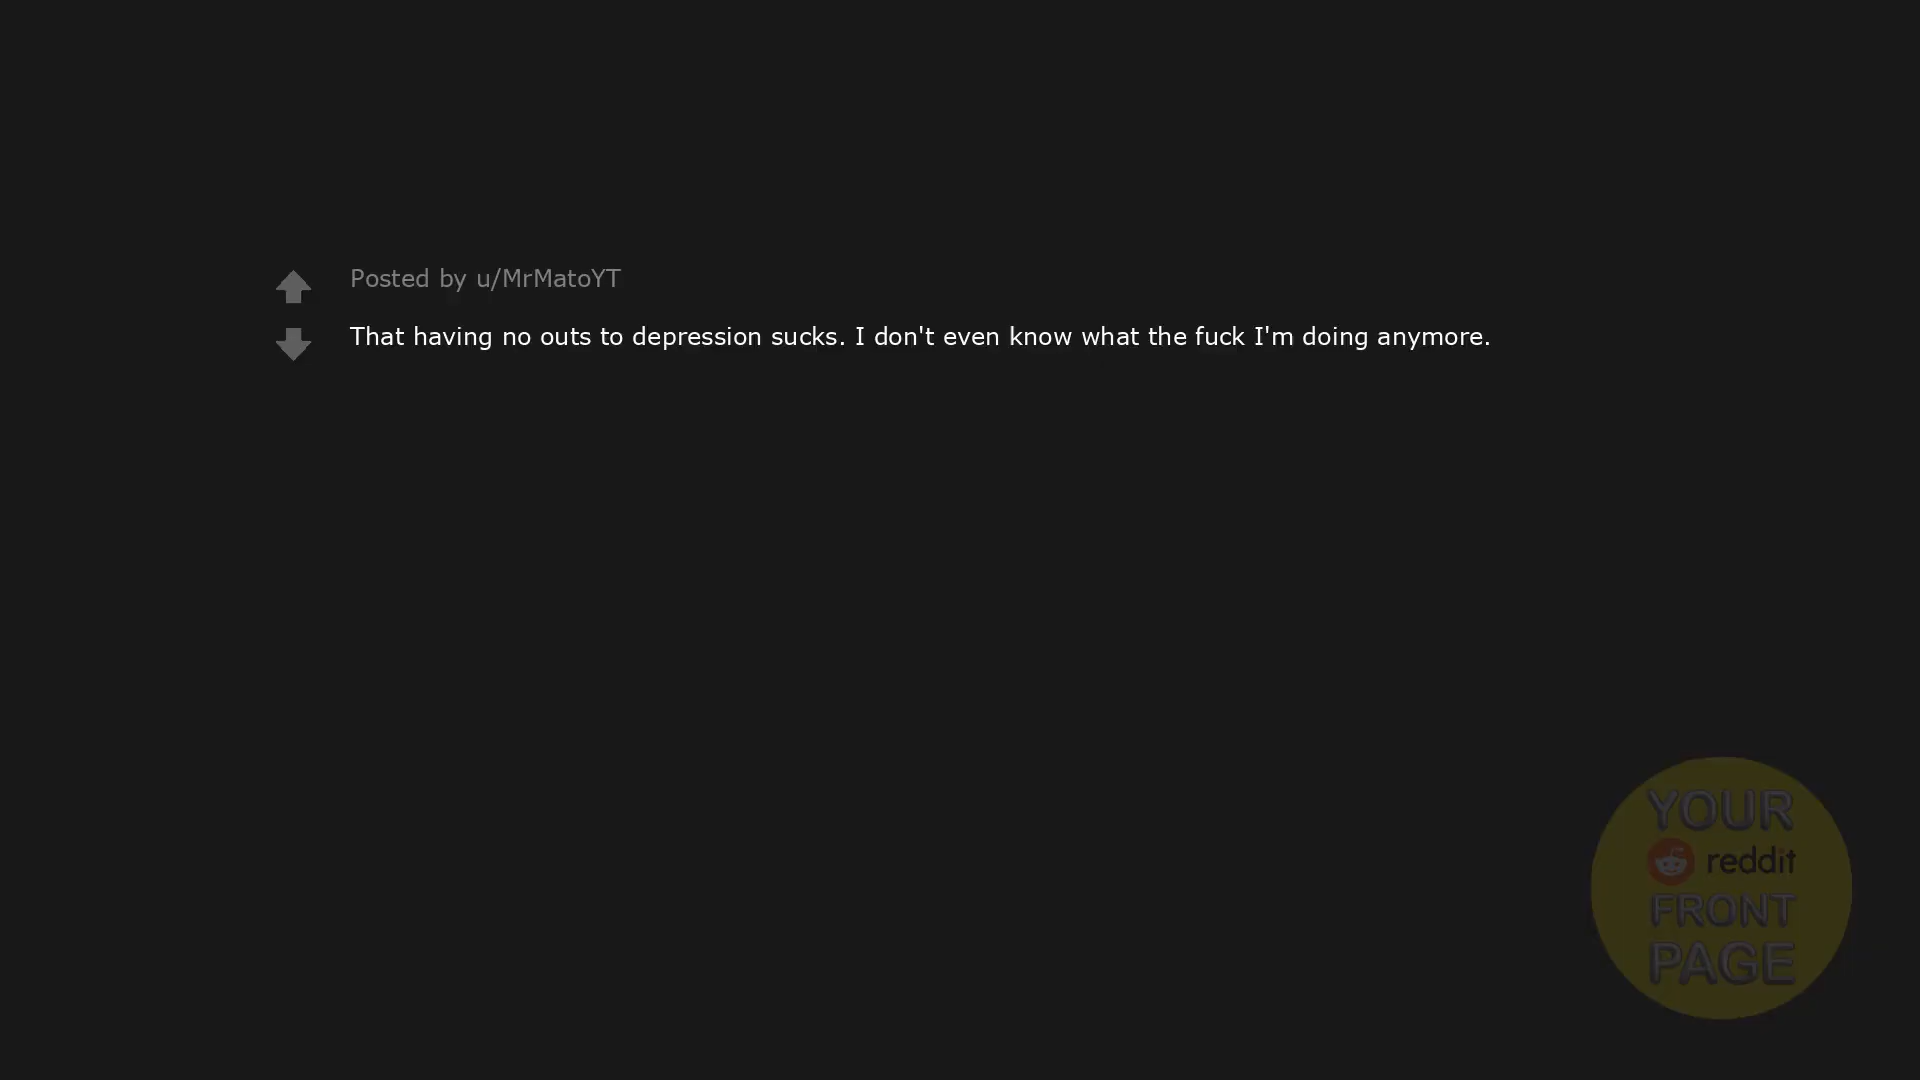 Posted by u/MrMatoYT
That having no outs to depression sucks. I don't even know what the fuck I'm doing anymore.
YOUR
reddit
FRONT
PAGE